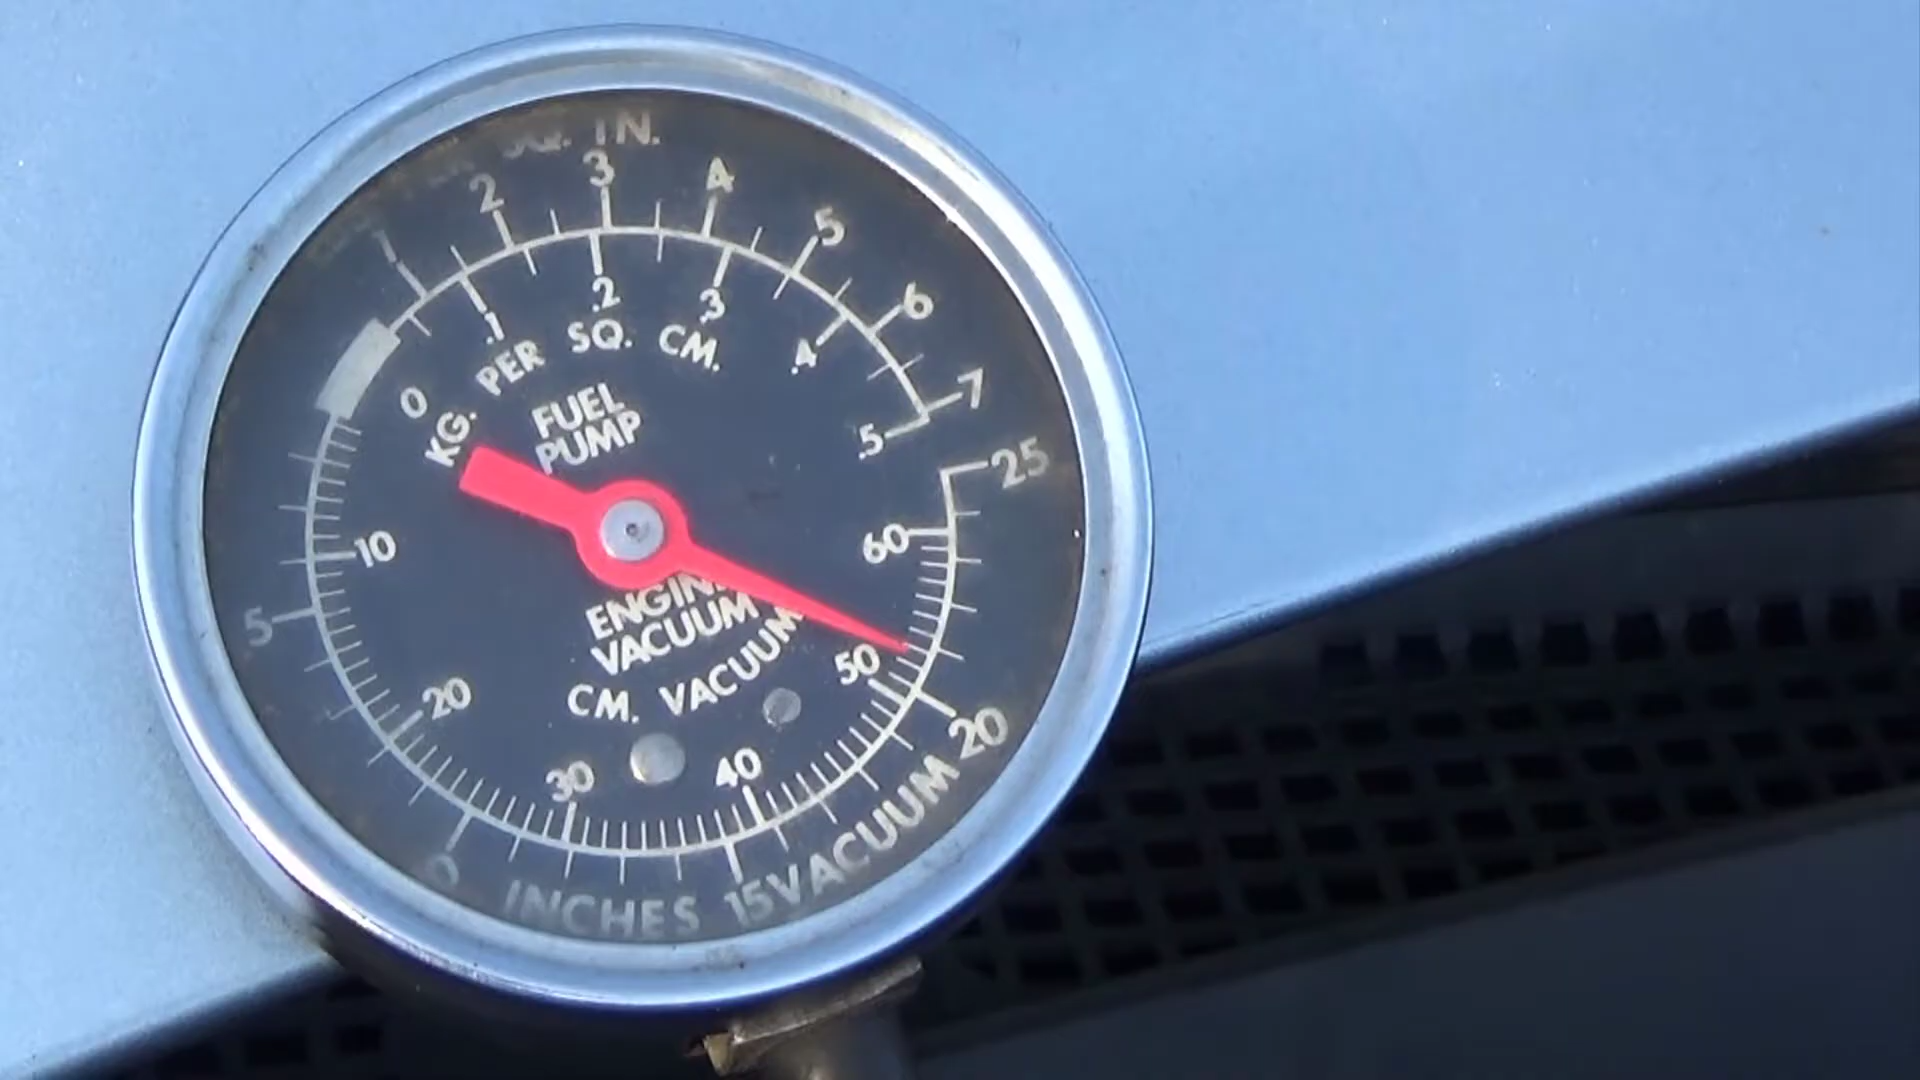 SQ. IN.
1 2 3 4 5 6 7
0 .1 .2 .3 .4 .5
KG. PER SQ. CM.
FUEL
PUMP
ENGINE
VACUUM
CM. VACUUM
10 20 30 40 50 60
5 15 20 25
INCHES VACUUM